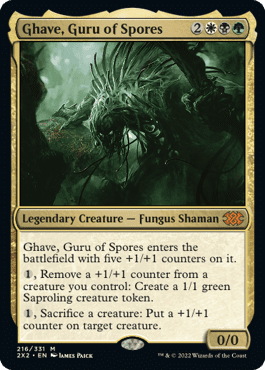 Ghave, Guru of Spores 2
Legendary Creature — Fungus Shaman
Ghave, Guru of Spores enters the
battlefield with five +1/+1 counters on it.
1, Remove a +1/+1 counter from a
creature you control: Create a 1/1 green
Saproling creature token.
1, Sacrifice a creature: Put a +1/+1
counter on target creature.
0/0
216/331 M
2X2 • EN James Paick ™ & © 2022 Wizards of the Coast